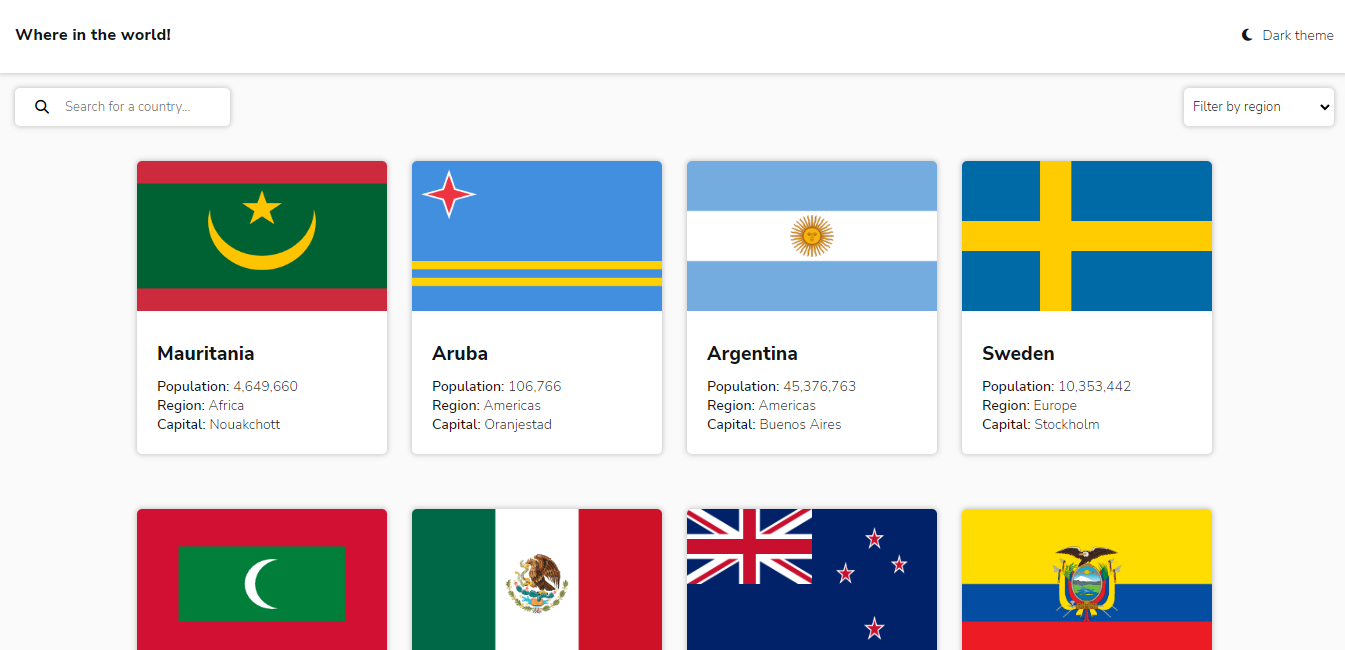 Where in the world!
Dark theme
Search for a country...
Filter by region
Mauritania
Population: 4,649,660
Region: Africa
Capital: Nouakchott
Aruba
Population: 106,766
Region: Americas
Capital: Oranjestad
Argentina
Population: 45,376,763
Region: Americas
Capital: Buenos Aires
Sweden
Population: 10,353,442
Region: Europe
Capital: Stockholm